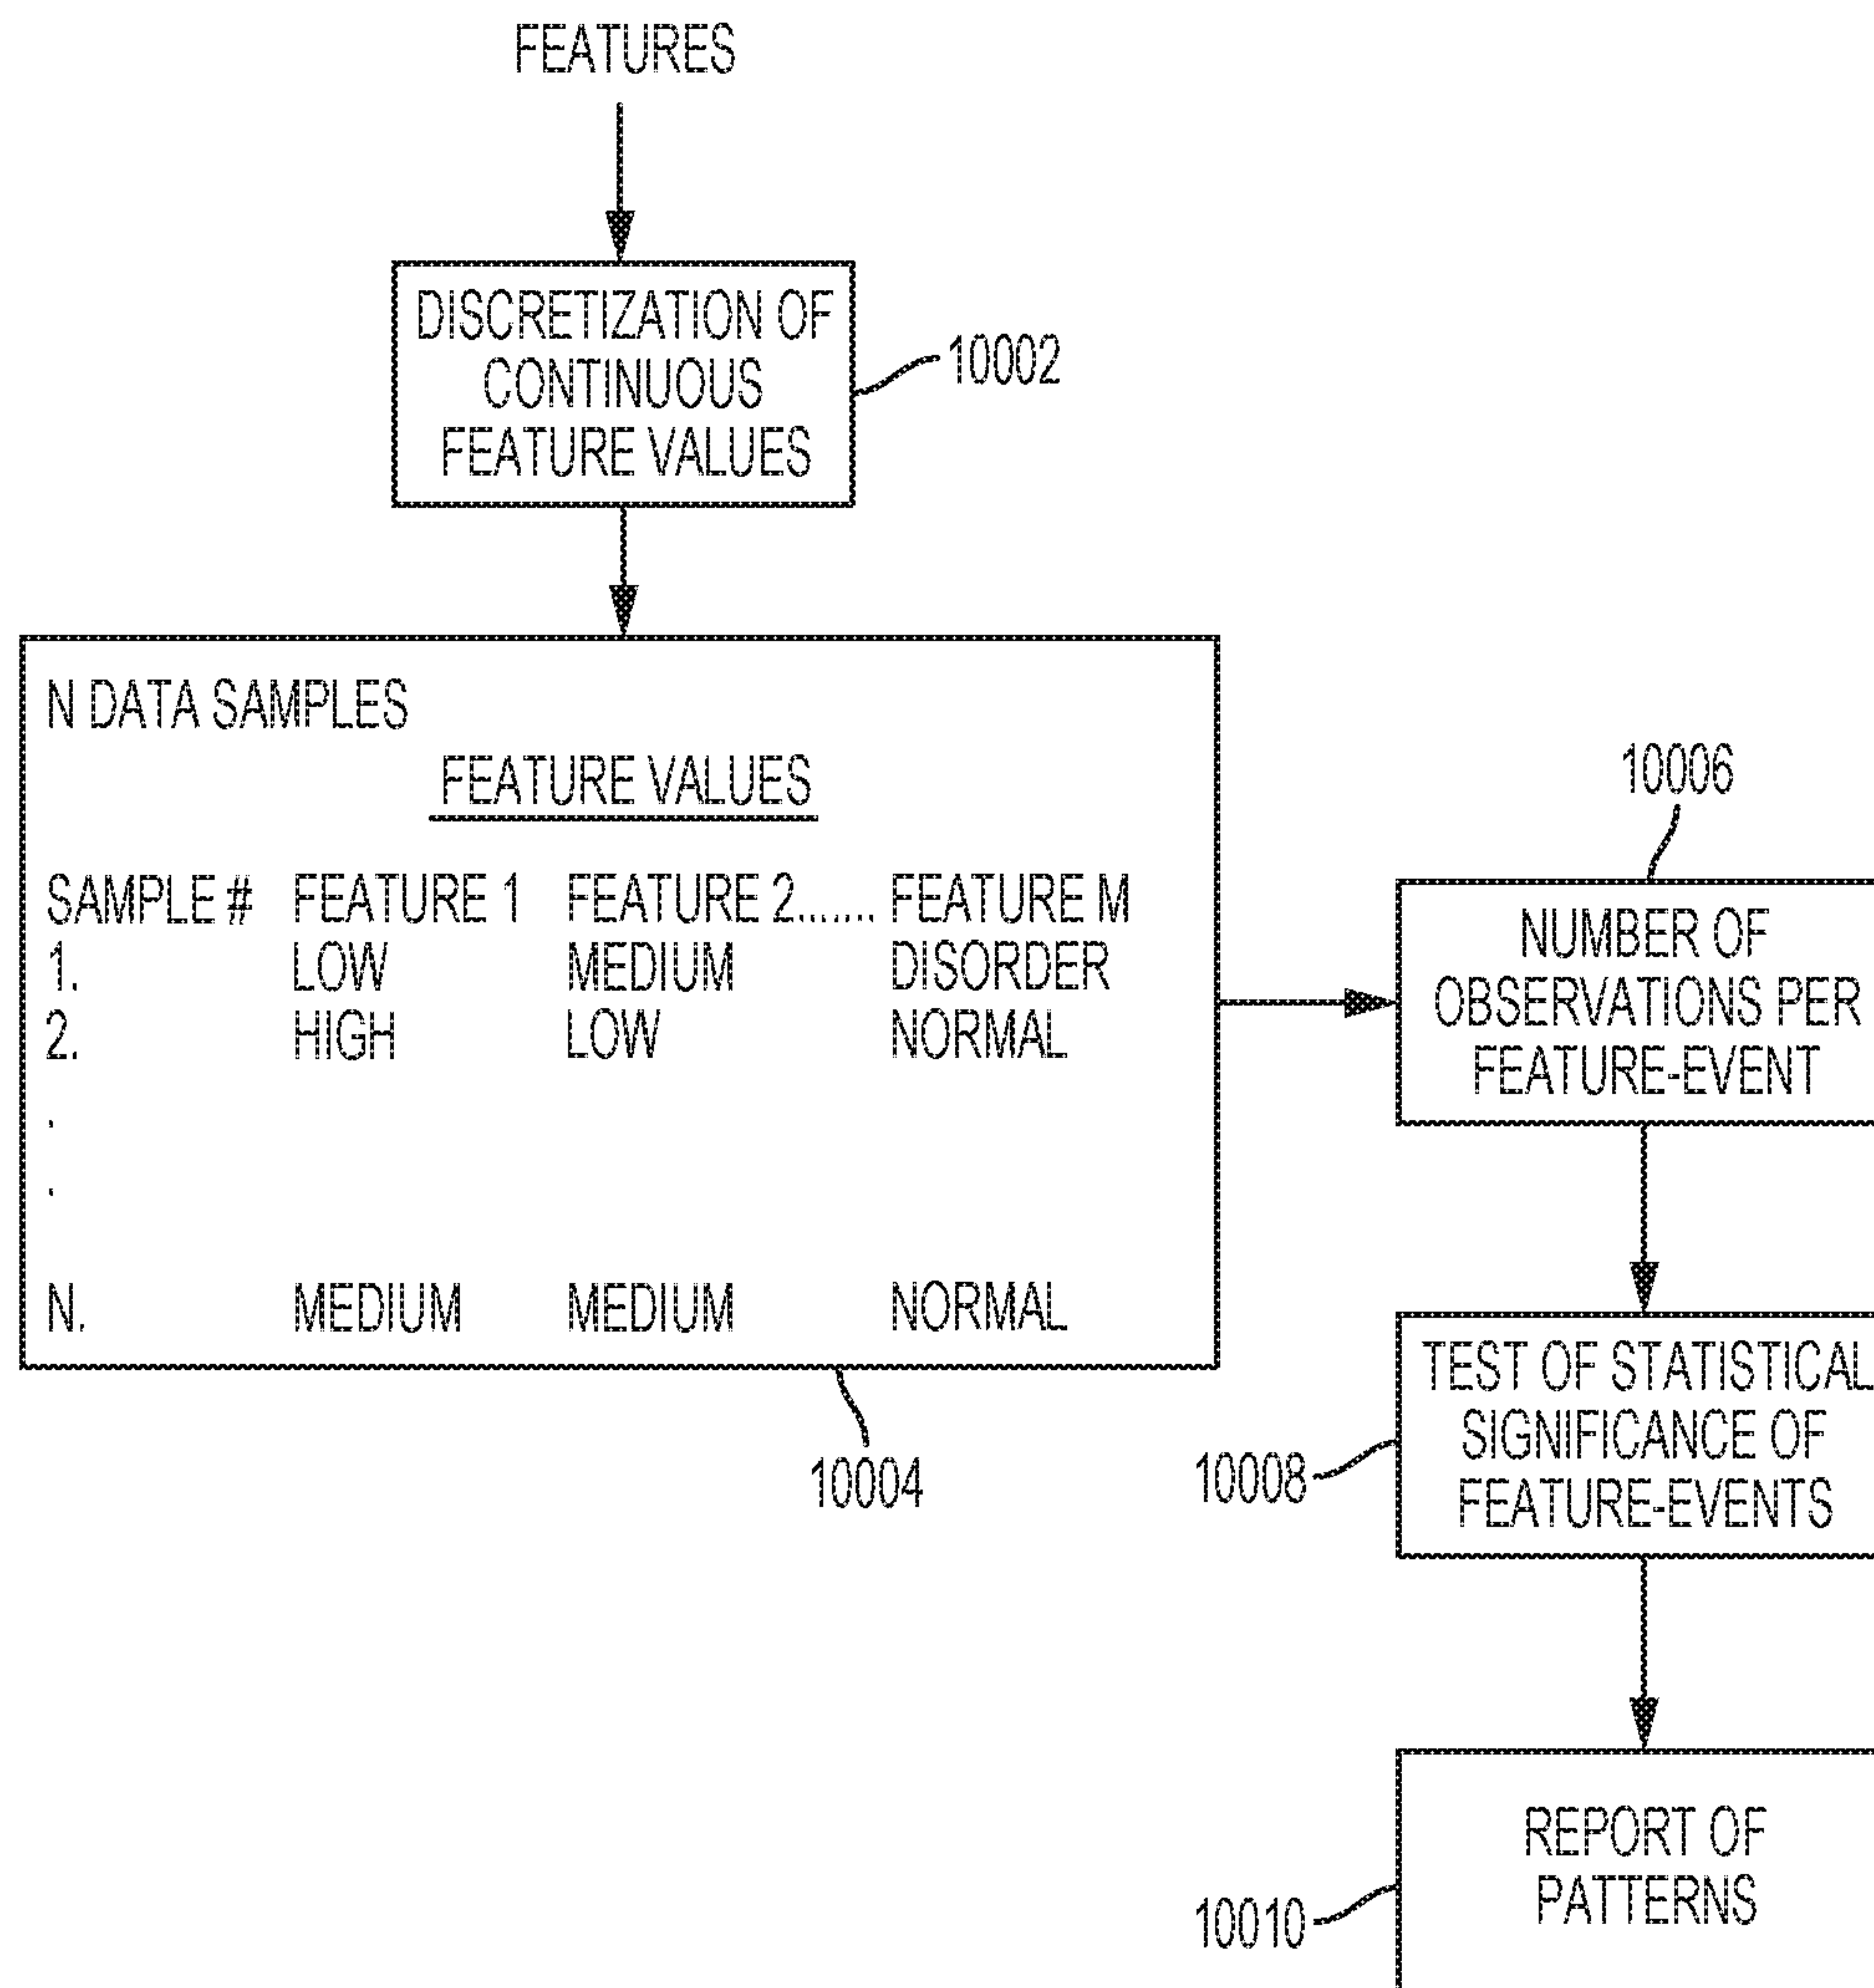 FEATURES
DISCRETIZATION OF
CONTINUOUS
FEATURE VALUES
10002
N DATA SAMPLES
FEATURE VALUES
SAMPLE # FEATURE 1 FEATURE 2....... FEATURE M
1. LOW MEDIUM DISORDER
2. HIGH LOW NORMAL
.
.
N. MEDIUM MEDIUM NORMAL
10004
10006
NUMBER OF
OBSERVATIONS PER
FEATURE-EVENT
TEST OF STATISTICAL
SIGNIFICANCE OF
FEATURE-EVENTS
10008
REPORT OF
PATTERNS
10010